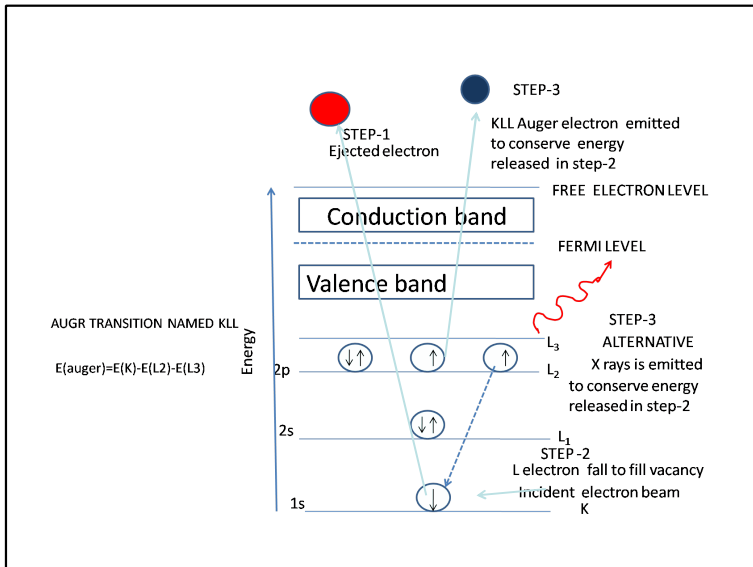 STEP-3
STEP-1
Ejected electron
KLL Auger electron emitted
to conserve energy
released in step-2
FREE ELECTRON LEVEL
Conduction band
FERMI LEVEL
Valence band
Energy
AUGR TRANSITION NAMED KLL
E(auger)=E(K)-E(L2)-E(L3)
STEP-3
ALTERNATIVE
X rays is emitted
to conserve energy
released in step-2
L3
2p
L2
2s
L1
STEP-2
L electron fall to fill vacancy
Incident electron beam
1s
K